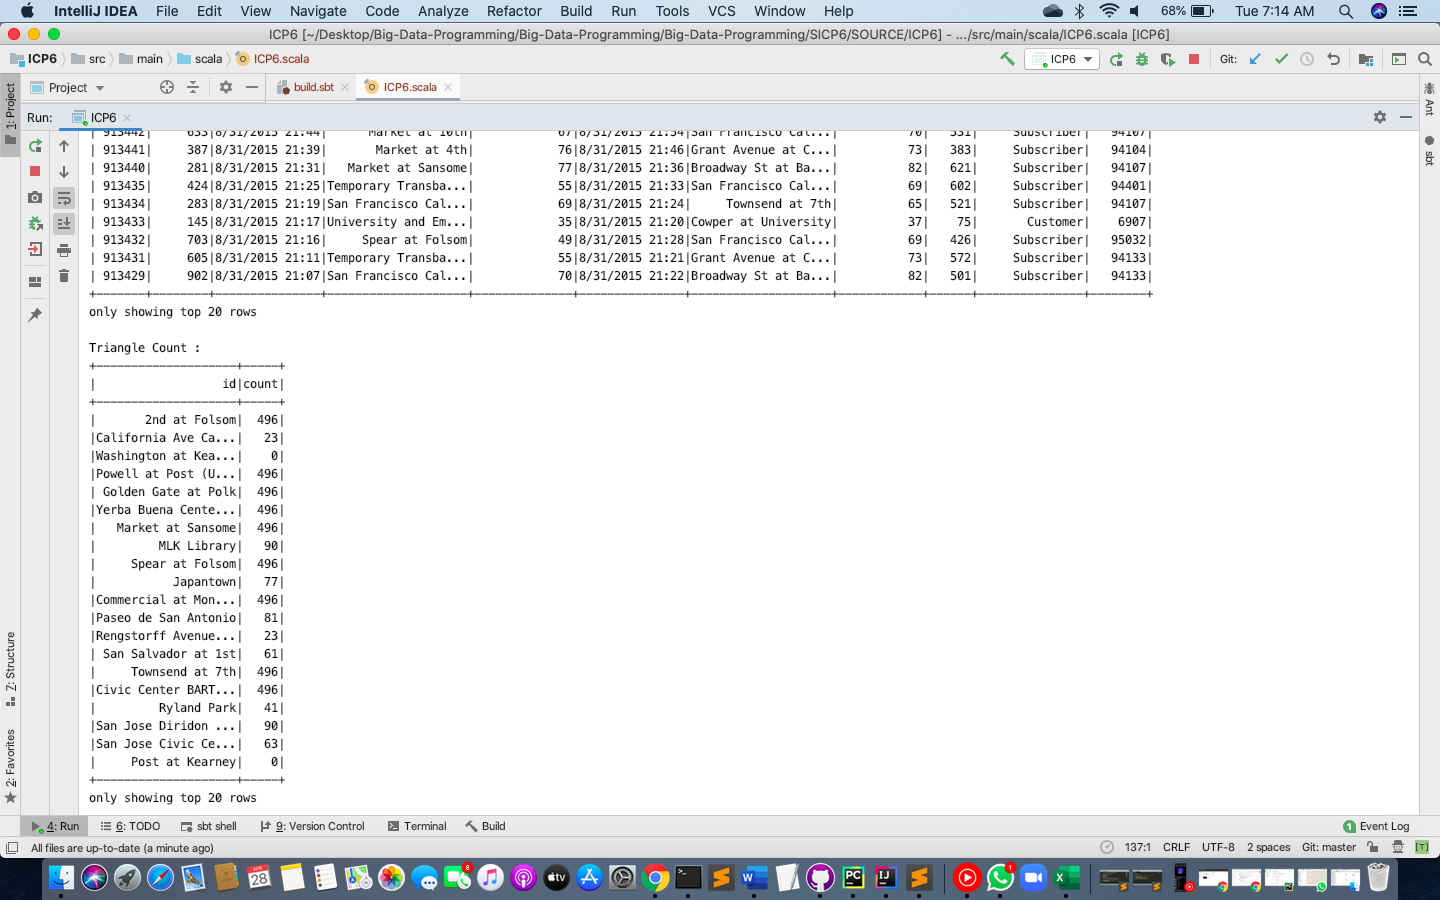 IntelliJ IDEA File Edit View Navigate Code Analyze Refactor Build Run Tools VCS Window Help 68% Tue 7:14 AM
ICP6 [~/Desktop/Big-Data-Programming/Big-Data-Programming/Big-Data-Programming/SICP6/SOURCE/ICP6] - .../src/main/scala/ICP6.scala [ICP6]
ICP6 src main scala ICP6.scala ICP6 Git:
1: Project Project build.sbt ICP6.scala Ant
Run: ICP6 sbt
| 913442| 633|8/31/2015 21:44| Market at 10th| 67|8/31/2015 21:54|San Francisco Cal...| 70| 531| Subscriber| 94107|
| 913441| 387|8/31/2015 21:39| Market at 4th| 76|8/31/2015 21:46|Grant Avenue at C...| 73| 383| Subscriber| 94104|
| 913440| 281|8/31/2015 21:31| Market at Sansome| 77|8/31/2015 21:36|Broadway St at Ba...| 82| 621| Subscriber| 94107|
| 913435| 424|8/31/2015 21:25|Temporary Transba...| 55|8/31/2015 21:33|San Francisco Cal...| 69| 602| Subscriber| 94401|
| 913434| 283|8/31/2015 21:19|San Francisco Cal...| 69|8/31/2015 21:24| Townsend at 7th| 65| 521| Subscriber| 94107|
| 913433| 145|8/31/2015 21:17|University and Em...| 35|8/31/2015 21:20|Cowper at University| 37| 75| Customer| 6907|
| 913432| 703|8/31/2015 21:16| Spear at Folsom| 49|8/31/2015 21:28|San Francisco Cal...| 69| 426| Subscriber| 95032|
| 913431| 605|8/31/2015 21:11|Temporary Transba...| 55|8/31/2015 21:21|Grant Avenue at C...| 73| 572| Subscriber| 94133|
| 913429| 902|8/31/2015 21:07|San Francisco Cal...| 70|8/31/2015 21:22|Broadway St at Ba...| 82| 501| Subscriber| 94133|
+-------+--------+---------------+--------------------+--------------+---------------+--------------------+------------+------+---------------+--------+
only showing top 20 rows
Triangle Count :
+--------------------+-----+
| id|count|
+--------------------+-----+
| 2nd at Folsom| 496|
|California Ave Ca...| 23|
|Washington at Kea...| 0|
|Powell at Post (U...| 496|
| Golden Gate at Polk| 496|
|Yerba Buena Cente...| 496|
| Market at Sansome| 496|
| MLK Library| 90|
| Spear at Folsom| 496|
| Japantown| 77|
|Commercial at Mon...| 496|
|Paseo de San Antonio| 81|
|Rengstorff Avenue...| 23|
| San Salvador at 1st| 61|
| Townsend at 7th| 496|
|Civic Center BART...| 496|
| Ryland Park| 41|
|San Jose Diridon ...| 90|
|San Jose Civic Ce...| 63|
| Post at Kearney| 0|
+--------------------+-----+
only showing top 20 rows
Z: Structure
2: Favorites
4: Run 6: TODO sbt shell 9: Version Control Terminal Build 1 Event Log
All files are up-to-date (a minute ago) 137:1 CRLF UTF-8 2 spaces Git: master [T]
APR 28 8 tv W PC IJ 1 X